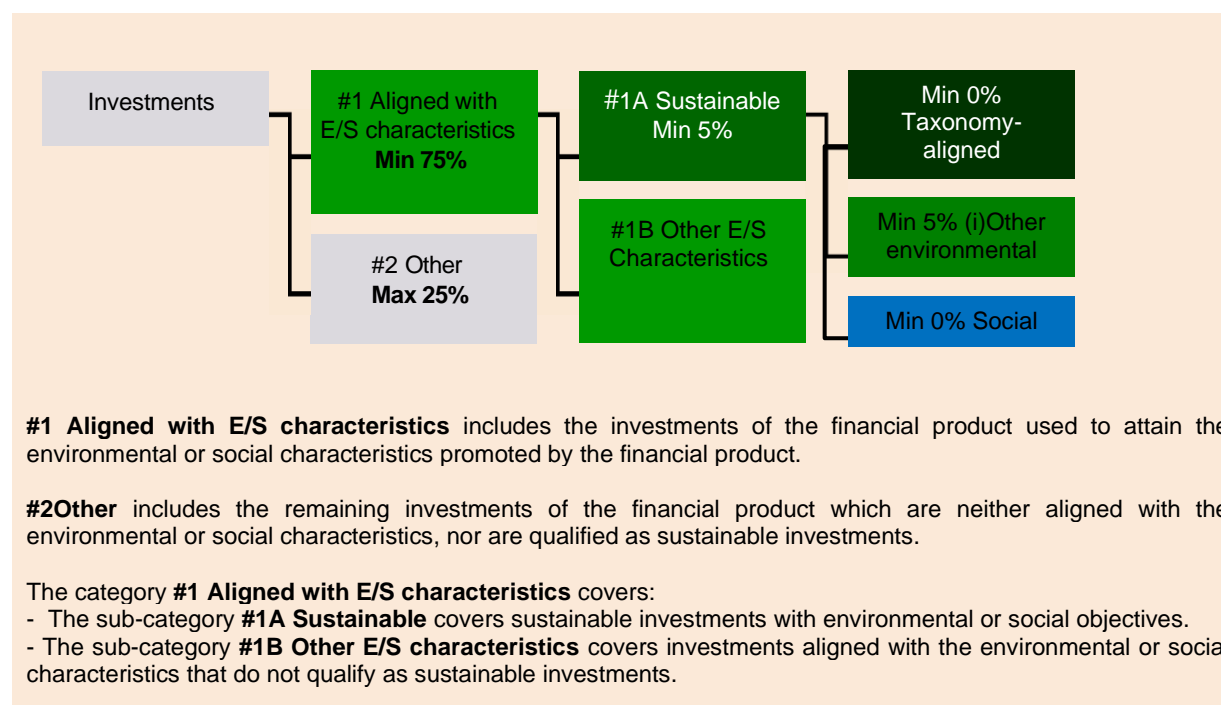 Investments
#1 Aligned with
E/S characteristics
Min 75%
#2 Other
Max 25%
#1A Sustainable
Min 5%
#1B Other E/S
Characteristics
Min 0%
Taxonomy-
aligned
Min 5% (i)Other
environmental
Min 0% Social
#1 Aligned with E/S characteristics includes the investments of the financial product used to attain the
environmental or social characteristics promoted by the financial product.
#2Other includes the remaining investments of the financial product which are neither aligned with the
environmental or social characteristics, nor are qualified as sustainable investments.
The category #1 Aligned with E/S characteristics covers:
- The sub-category #1A Sustainable covers sustainable investments with environmental or social objectives.
- The sub-category #1B Other E/S characteristics covers investments aligned with the environmental or social
characteristics that do not qualify as sustainable investments.